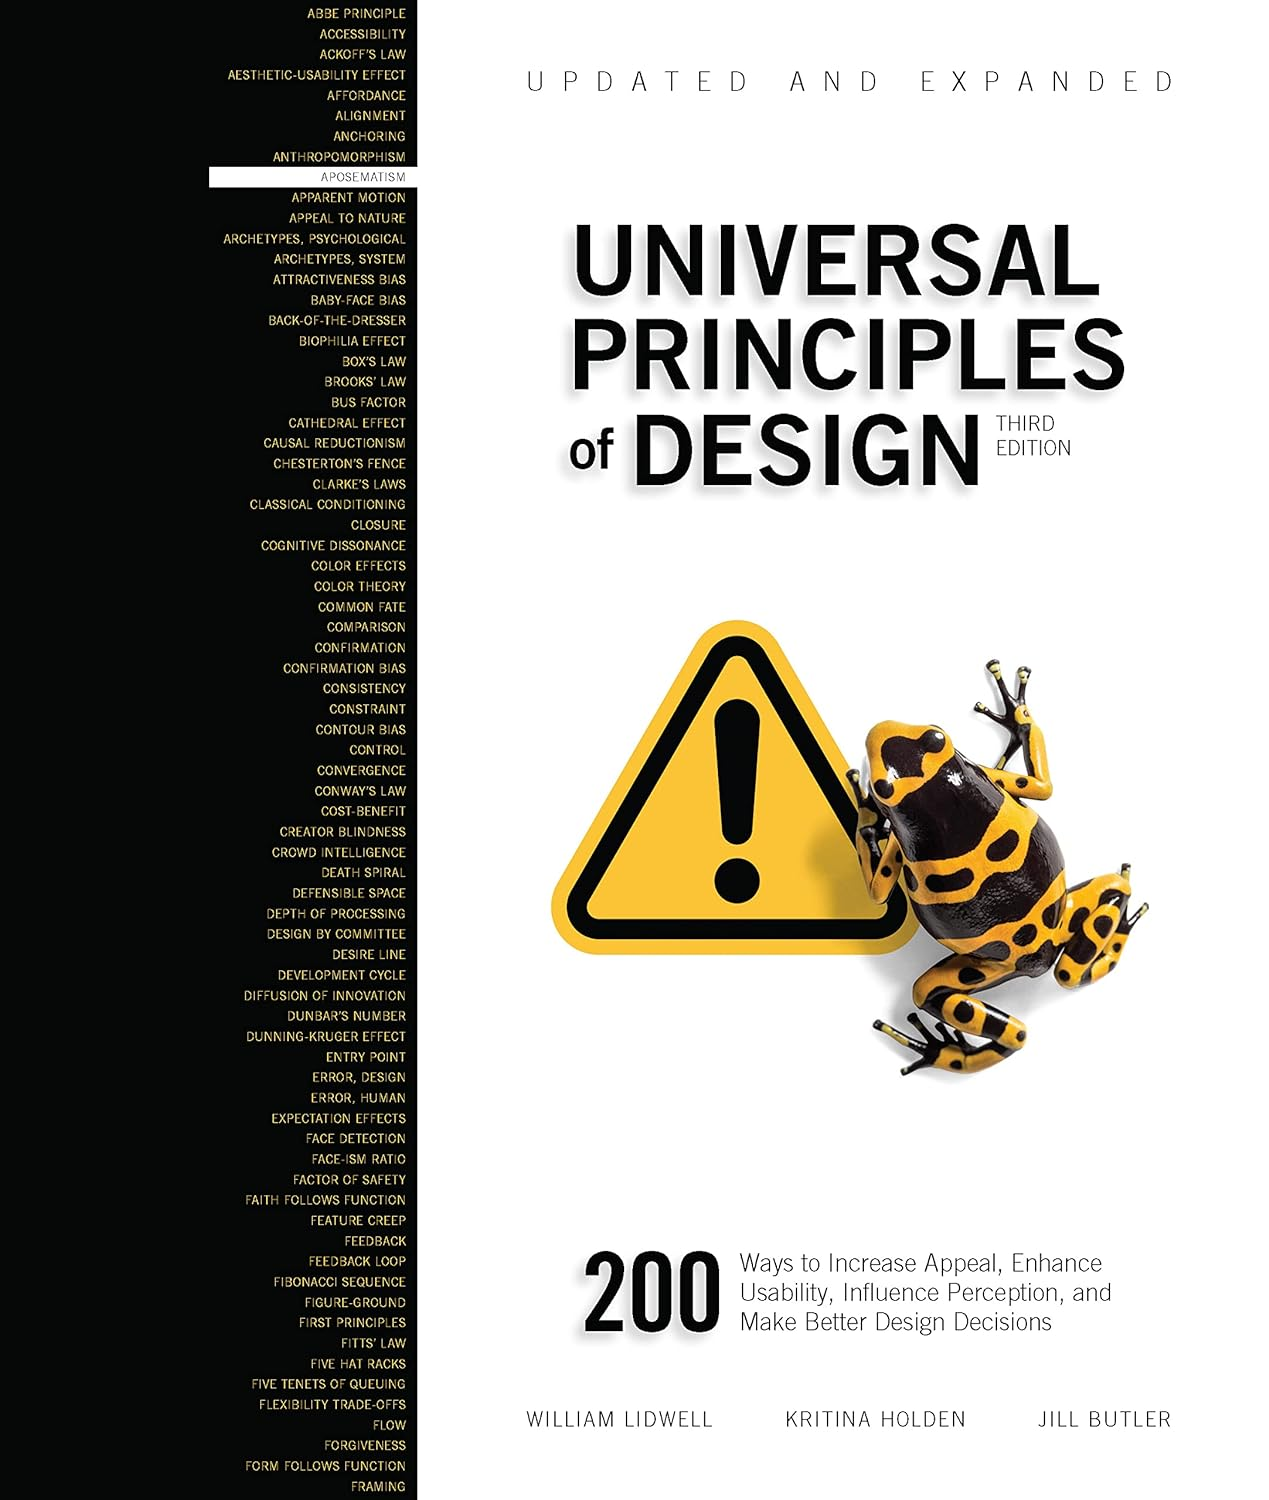 ABBE PRINCIPLE
ACCESSIBILITY
ACKOFF'S LAW
AESTHETIC-USABILITY EFFECT
AFFORDANCE
ALIGNMENT
ANCHORING
ANTHROPOMORPHISM
APOSEMATISM
APPARENT MOTION
APPEAL TO NATURE
ARCHETYPES, PSYCHOLOGICAL
ARCHETYPES, SYSTEM
ATTRACTIVENESS BIAS
BABY-FACE BIAS
BACK-OF-THE-DRESSER
BIOPHILIA EFFECT
BOX'S LAW
BROOKS' LAW
BUS FACTOR
CATHEDRAL EFFECT
CAUSAL REDUCTIONISM
CHESTERTON'S FENCE
CLARKE'S LAWS
CLASSICAL CONDITIONING
CLOSURE
COGNITIVE DISSONANCE
COLOR EFFECTS
COLOR THEORY
COMMON FATE
COMPARISON
CONFIRMATION
CONFIRMATION BIAS
CONSISTENCY
CONSTRAINT
CONTOUR BIAS
CONTROL
CONVERGENCE
CONWAY'S LAW
COST-BENEFIT
CREATOR BLINDNESS
CROWD INTELLIGENCE
DEATH SPIRAL
DEFENSIBLE SPACE
DEPTH OF PROCESSING
DESIGN BY COMMITTEE
DESIRE LINE
DEVELOPMENT CYCLE
DIFFUSION OF INNOVATION
DUNBAR'S NUMBER
DUNNING-KRUGER EFFECT
ENTRY POINT
ERROR, DESIGN
ERROR, HUMAN
EXPECTATION EFFECTS
FACE DETECTION
FACE-ISM RATIO
FACTOR OF SAFETY
FAITH FOLLOWS FUNCTION
FEATURE CREEP
FEEDBACK
FEEDBACK LOOP
FIBONACCI SEQUENCE
FIGURE-GROUND
FIRST PRINCIPLES
FITTS' LAW
FIVE HAT RACKS
FIVE TENETS OF QUEUING
FLEXIBILITY TRADE-OFFS
FLOW
FORGIVENESS
FORM FOLLOWS FUNCTION
FRAMING
UPDATED AND EXPANDED
UNIVERSAL
PRINCIPLES
of DESIGN
THIRD
EDITION
!
200
Ways to Increase Appeal, Enhance
Usability, Influence Perception, and
Make Better Design Decisions
WILLIAM LIDWELL KRITINA HOLDEN JILL BUTLER